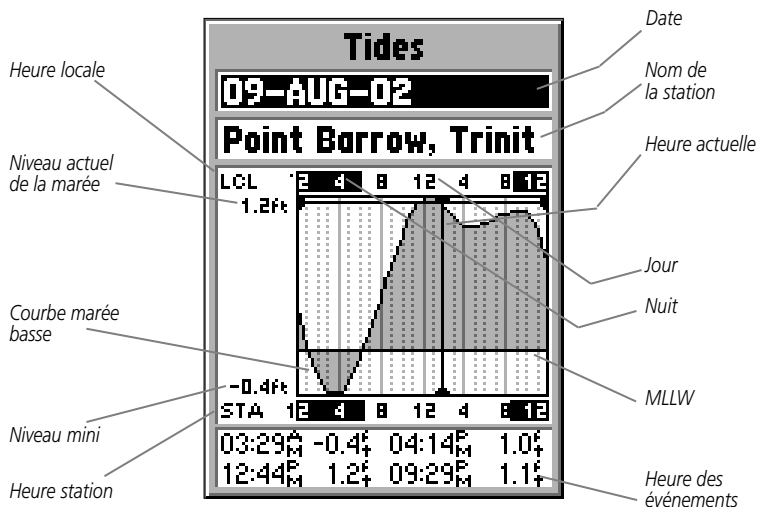 Tides
09-AUG-02
Point Barrow, Trinit
LCL 12 4 8 12 4 8 12
1.2ft
-0.4ft
STA 12 4 8 12 4 8 12
03:29AM -0.4ft 04:14PM 1.0ft
12:44PM 1.2ft 09:29PM 1.1ft
Heure locale
Niveau actuel
de la marée
Courbe marée
basse
Niveau mini
Heure station
Date
Nom de
la station
Heure actuelle
Jour
Nuit
MLLW
Heure des
événements